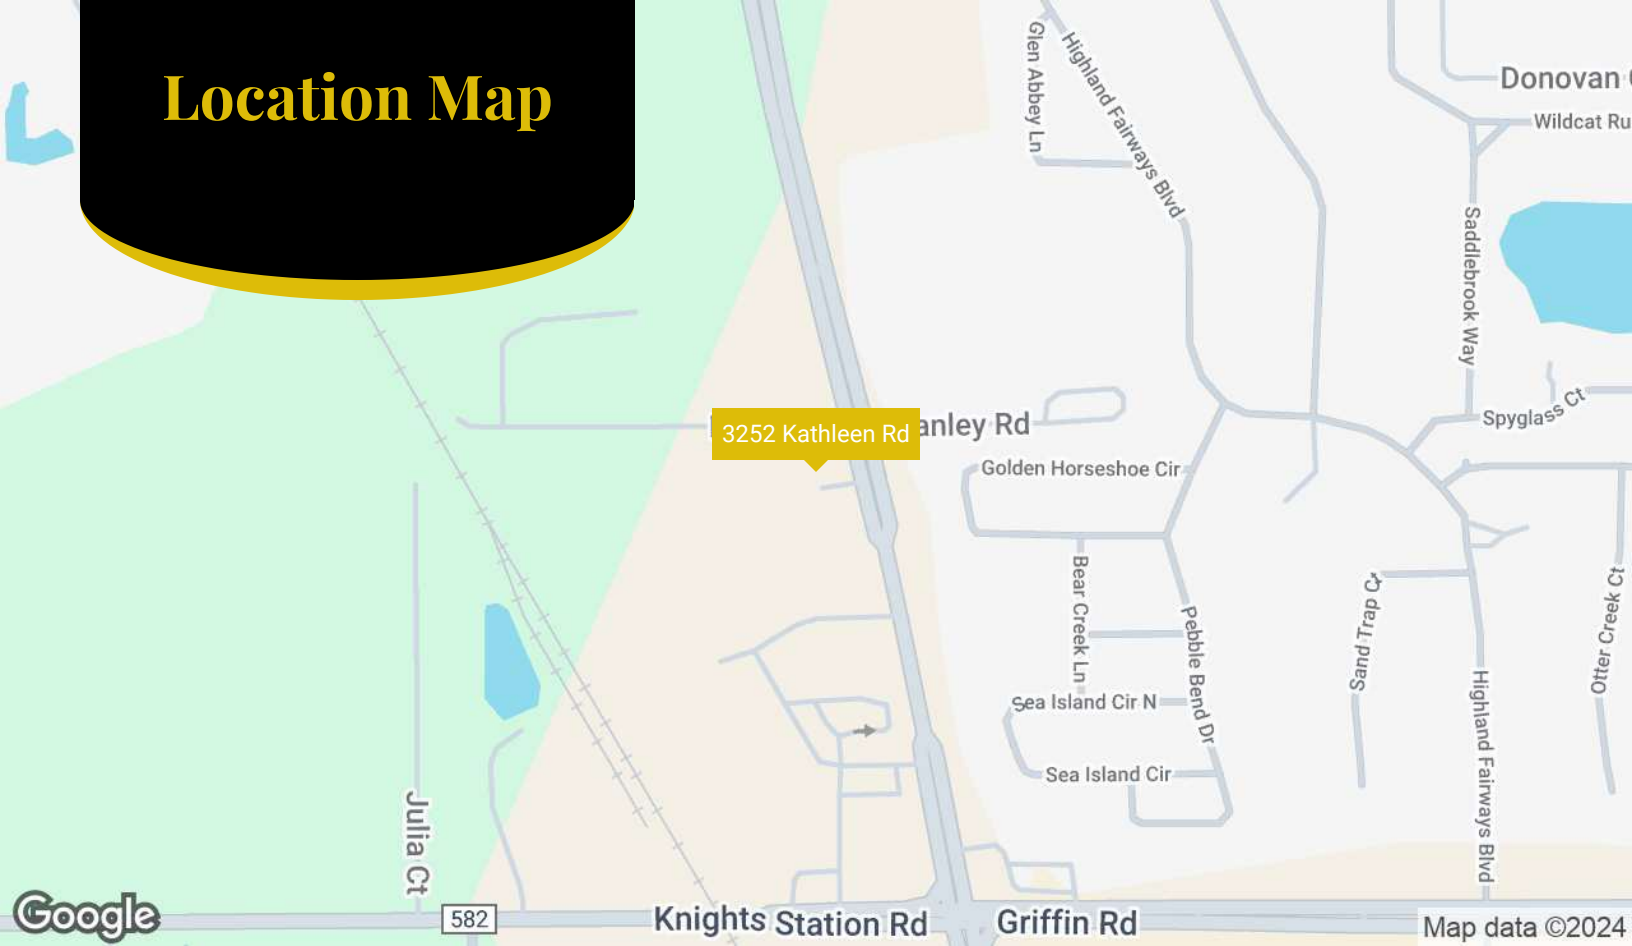 Location Map
Glen Abbey Ln
Highland Fairways Blvd
Donovan
Wildcat Ru
Saddlebrook Way
Spyglass Ct
3252 Kathleen Rd
anley Rd
Golden Horseshoe Cir
Bear Creek Ln
Pebble Bend Dr
Sand Trap Ct
Otter Creek Ct
Sea Island Cir N
Highland Fairways Blvd
Sea Island Cir
Julia Ct
Google
582
Knights Station Rd
Griffin Rd
Map data ©2024